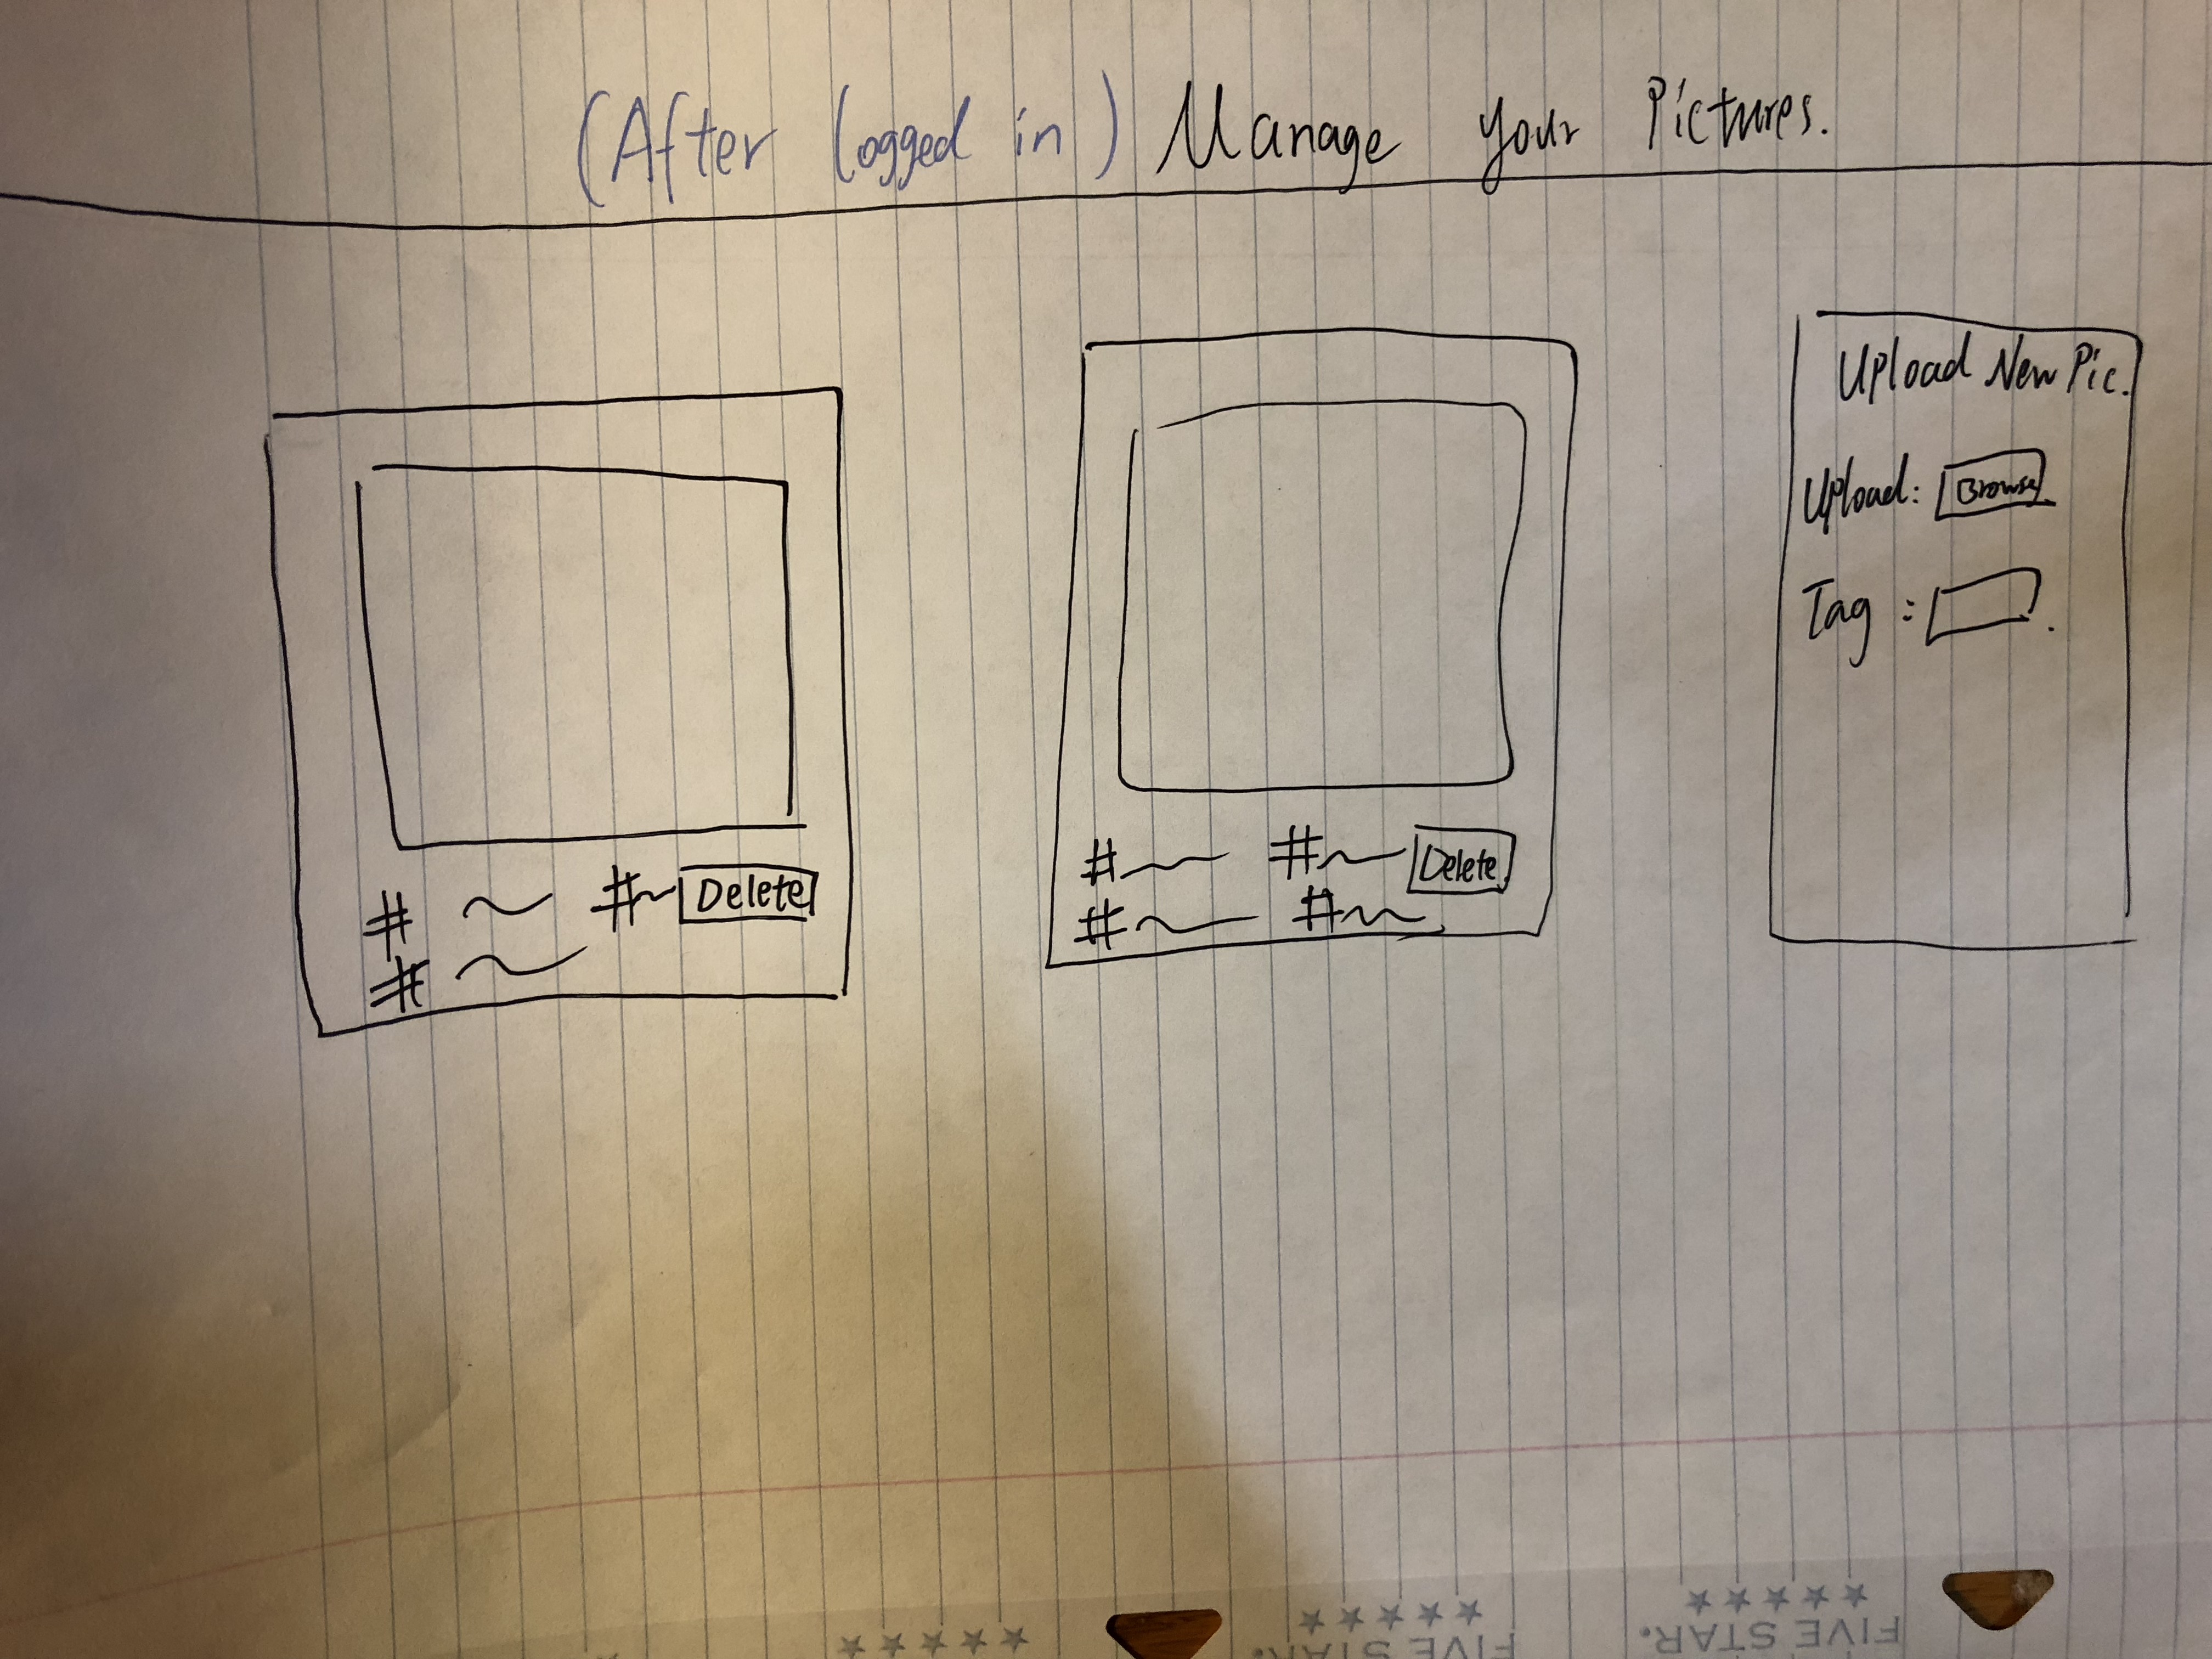 (After logged in) Manage your Pictures.
Upload New Pic.
Upload: Browse
Tag:
# # Delete
#
# # Delete
# #
FIVE STAR.
★★★★★
FIVE STAR.
★★★★★
★★★★★